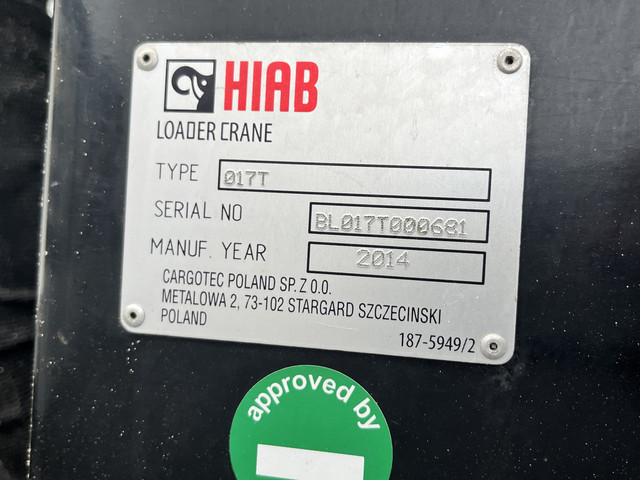 HIAB
LOADER CRANE
TYPE 017T
SERIAL NO BL017T000681
MANUF. YEAR 2014
CARGOTEC POLAND SP. Z O.O.
METALOWA 2, 73-102 STARGARD SZCZECINSKI
POLAND
187-5949/2
approved by